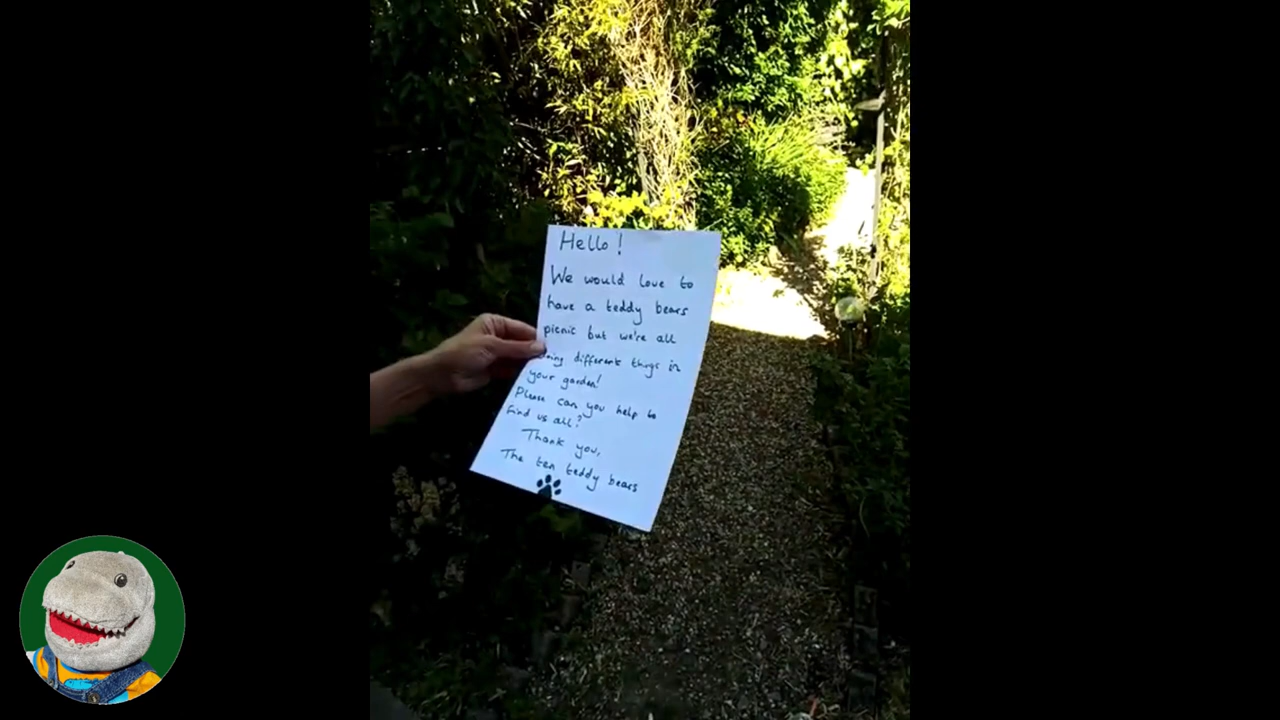 Hello!
We would love to
have a teddy bears
picnic but we're all
doing different things in
your garden!
Please can you help to
find us all?
Thank you,
The ten teddy bears